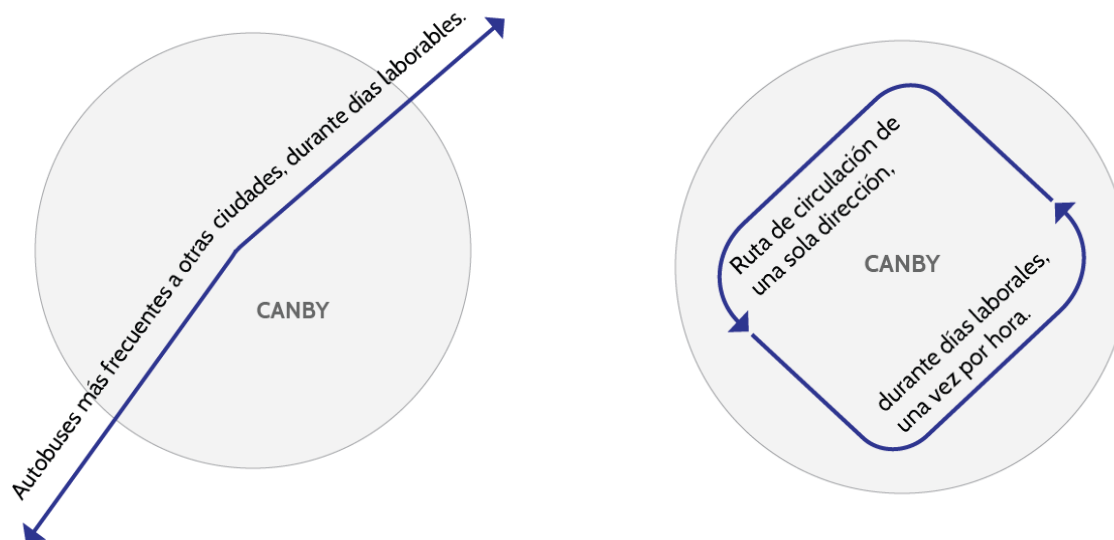 Autobuses más frecuentes a otras ciudades, durante días laborables.
CANBY
Ruta de circulación de
una sola dirección,
CANBY
durante días laborales,
una vez por hora.